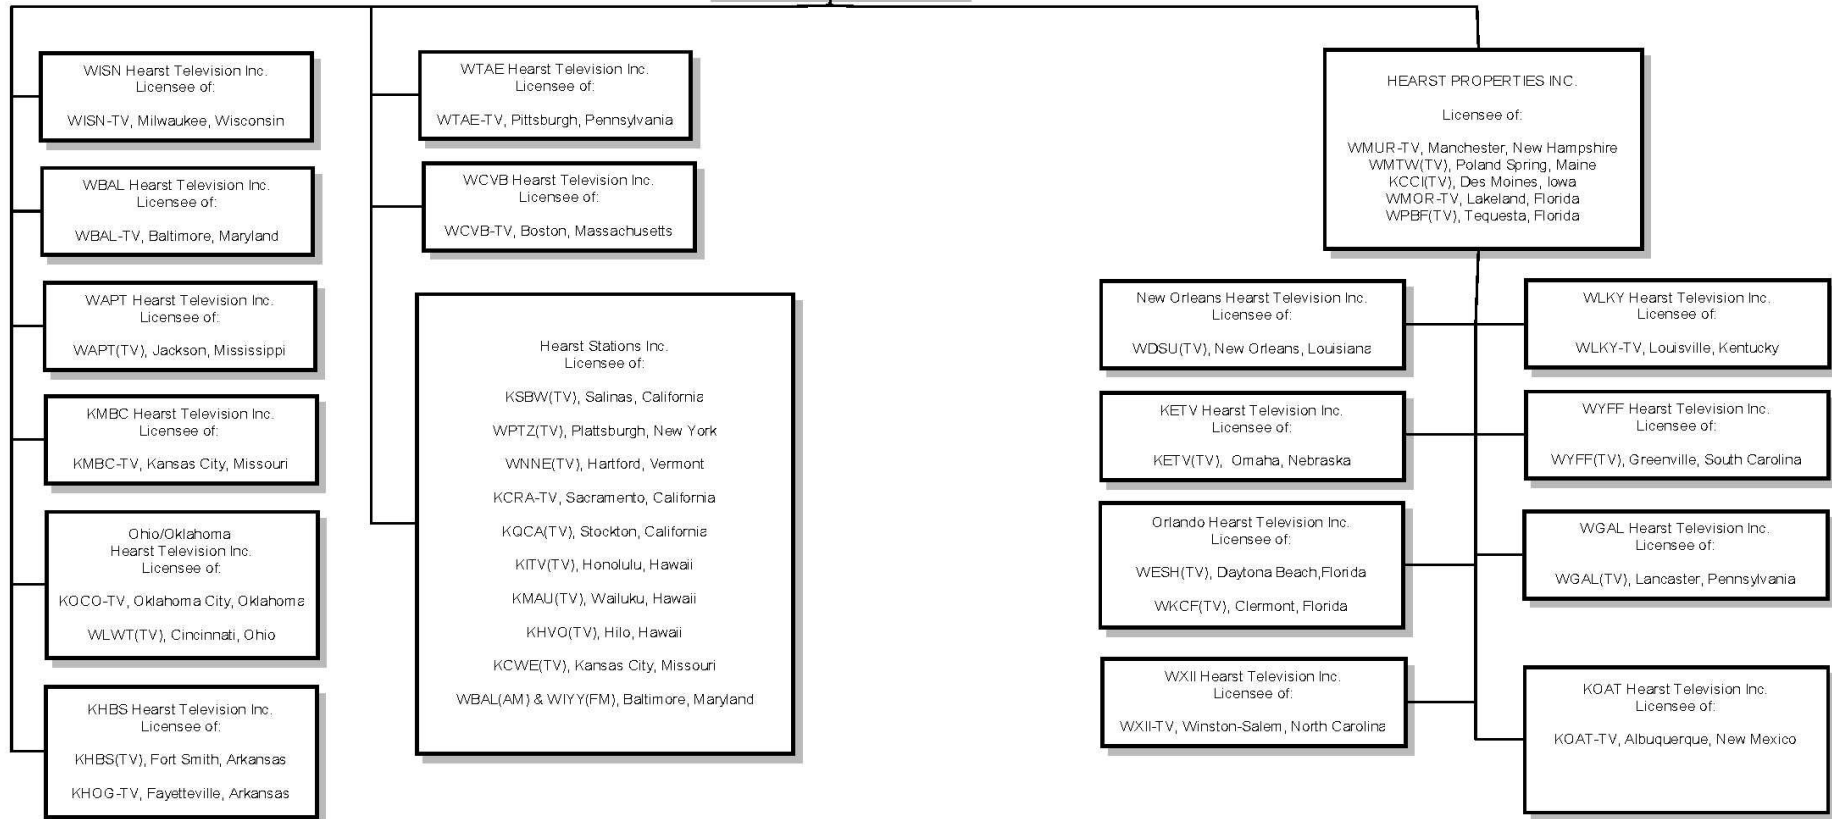 WISN Hearst Television Inc.
Licensee of:
WISN-TV, Milwaukee, Wisconsin
WBAL Hearst Television Inc.
Licensee of:
WBAL-TV, Baltimore, Maryland
WAPT Hearst Television Inc.
Licensee of:
WAPT(TV), Jackson, Mississippi
KMBC Hearst Television Inc.
Licensee of:
KMBC-TV, Kansas City, Missouri
Ohio/Oklahoma
Hearst Television Inc.
Licensee of:
KOCO-TV, Oklahoma City, Oklahoma
WLWT(TV), Cincinnati, Ohio
KHBS Hearst Television Inc.
Licensee of:
KHBS(TV), Fort Smith, Arkansas
KHOG-TV, Fayetteville, Arkansas
WTAE Hearst Television Inc.
Licensee of:
WTAE-TV, Pittsburgh, Pennsylvania
WCVB Hearst Television Inc.
Licensee of:
WCVB-TV, Boston, Massachusetts
Hearst Stations Inc.
Licensee of:
KSBW(TV), Salinas, California
WPTZ(TV), Plattsburgh, New York
WNNE(TV), Hartford, Vermont
KCRA-TV, Sacramento, California
KQCA(TV), Stockton, California
KITV(TV), Honolulu, Hawaii
KMAU(TV), Wailuku, Hawaii
KHVO(TV), Hilo, Hawaii
KCWE(TV), Kansas City, Missouri
WBAL(AM) & WIYY(FM), Baltimore, Maryland
HEARST PROPERTIES INC.
Licensee of:
WMUR-TV, Manchester, New Hampshire
WMTW(TV), Poland Spring, Maine
KCCI(TV), Des Moines, Iowa
WMOR-TV, Lakeland, Florida
WPBF(TV), Tequesta, Florida
New Orleans Hearst Television Inc.
Licensee of:
WDSU(TV), New Orleans, Louisiana
KETV Hearst Television Inc.
Licensee of:
KETV(TV), Omaha, Nebraska
Orlando Hearst Television Inc.
Licensee of:
WESH(TV), Daytona Beach,Florida
WKCF(TV), Clermont, Florida
WXII Hearst Television Inc.
Licensee of:
WXII-TV, Winston-Salem, North Carolina
WLKY Hearst Television Inc.
Licensee of:
WLKY-TV, Louisville, Kentucky
WYFF Hearst Television Inc.
Licensee of:
WYFF(TV), Greenville, South Carolina
WGAL Hearst Television Inc.
Licensee of:
WGAL(TV), Lancaster, Pennsylvania
KOAT Hearst Television Inc.
Licensee of:
KOAT-TV, Albuquerque, New Mexico